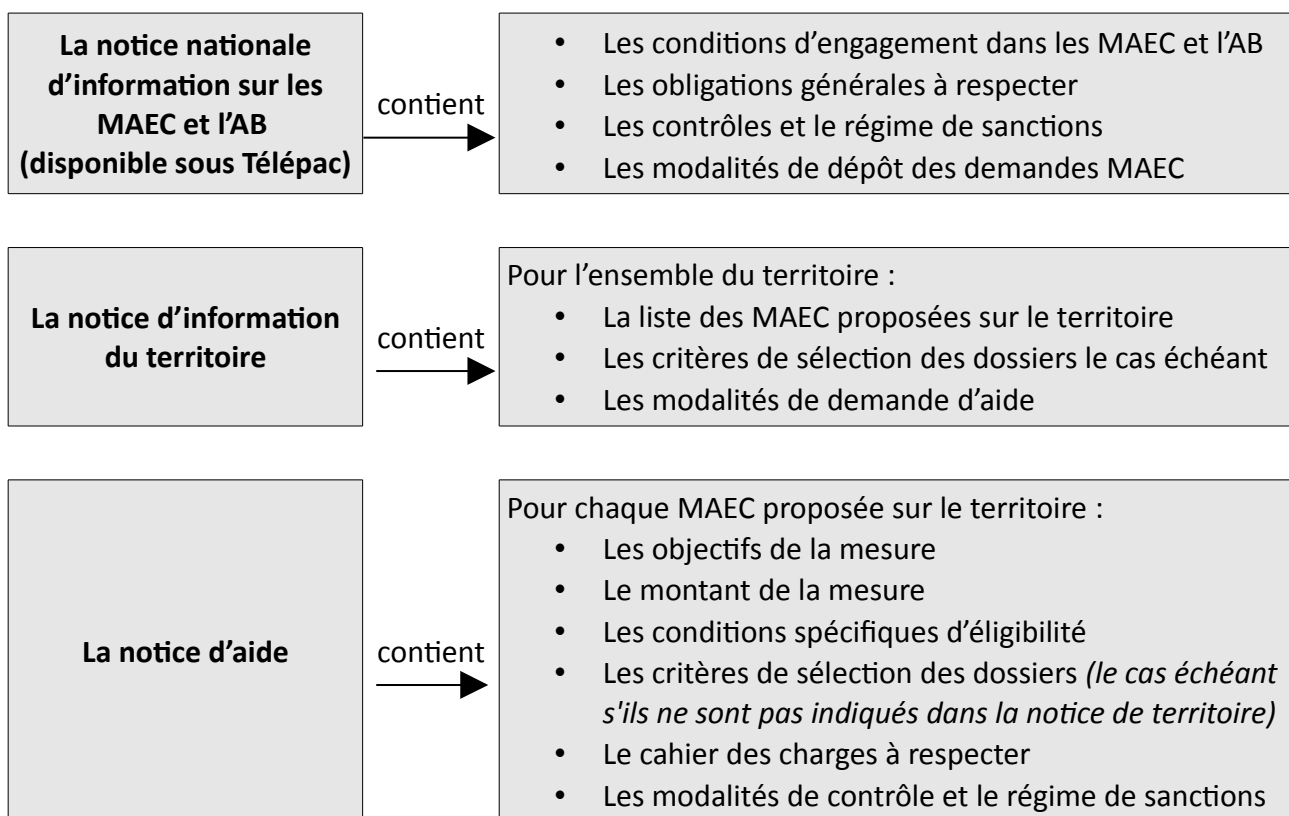 La notice nationale
d’information sur les
MAEC et l’AB
(disponible sous Télépac)
contient
• Les conditions d’engagement dans les MAEC et l’AB
• Les obligations générales à respecter
• Les contrôles et le régime de sanctions
• Les modalités de dépôt des demandes MAEC
La notice d’information
du territoire
contient
Pour l’ensemble du territoire :
• La liste des MAEC proposées sur le territoire
• Les critères de sélection des dossiers le cas échéant
• Les modalités de demande d’aide
La notice d’aide
contient
Pour chaque MAEC proposée sur le territoire :
• Les objectifs de la mesure
• Le montant de la mesure
• Les conditions spécifiques d’éligibilité
• Les critères de sélection des dossiers (le cas échéant
s'ils ne sont pas indiqués dans la notice de territoire)
• Le cahier des charges à respecter
• Les modalités de contrôle et le régime de sanctions